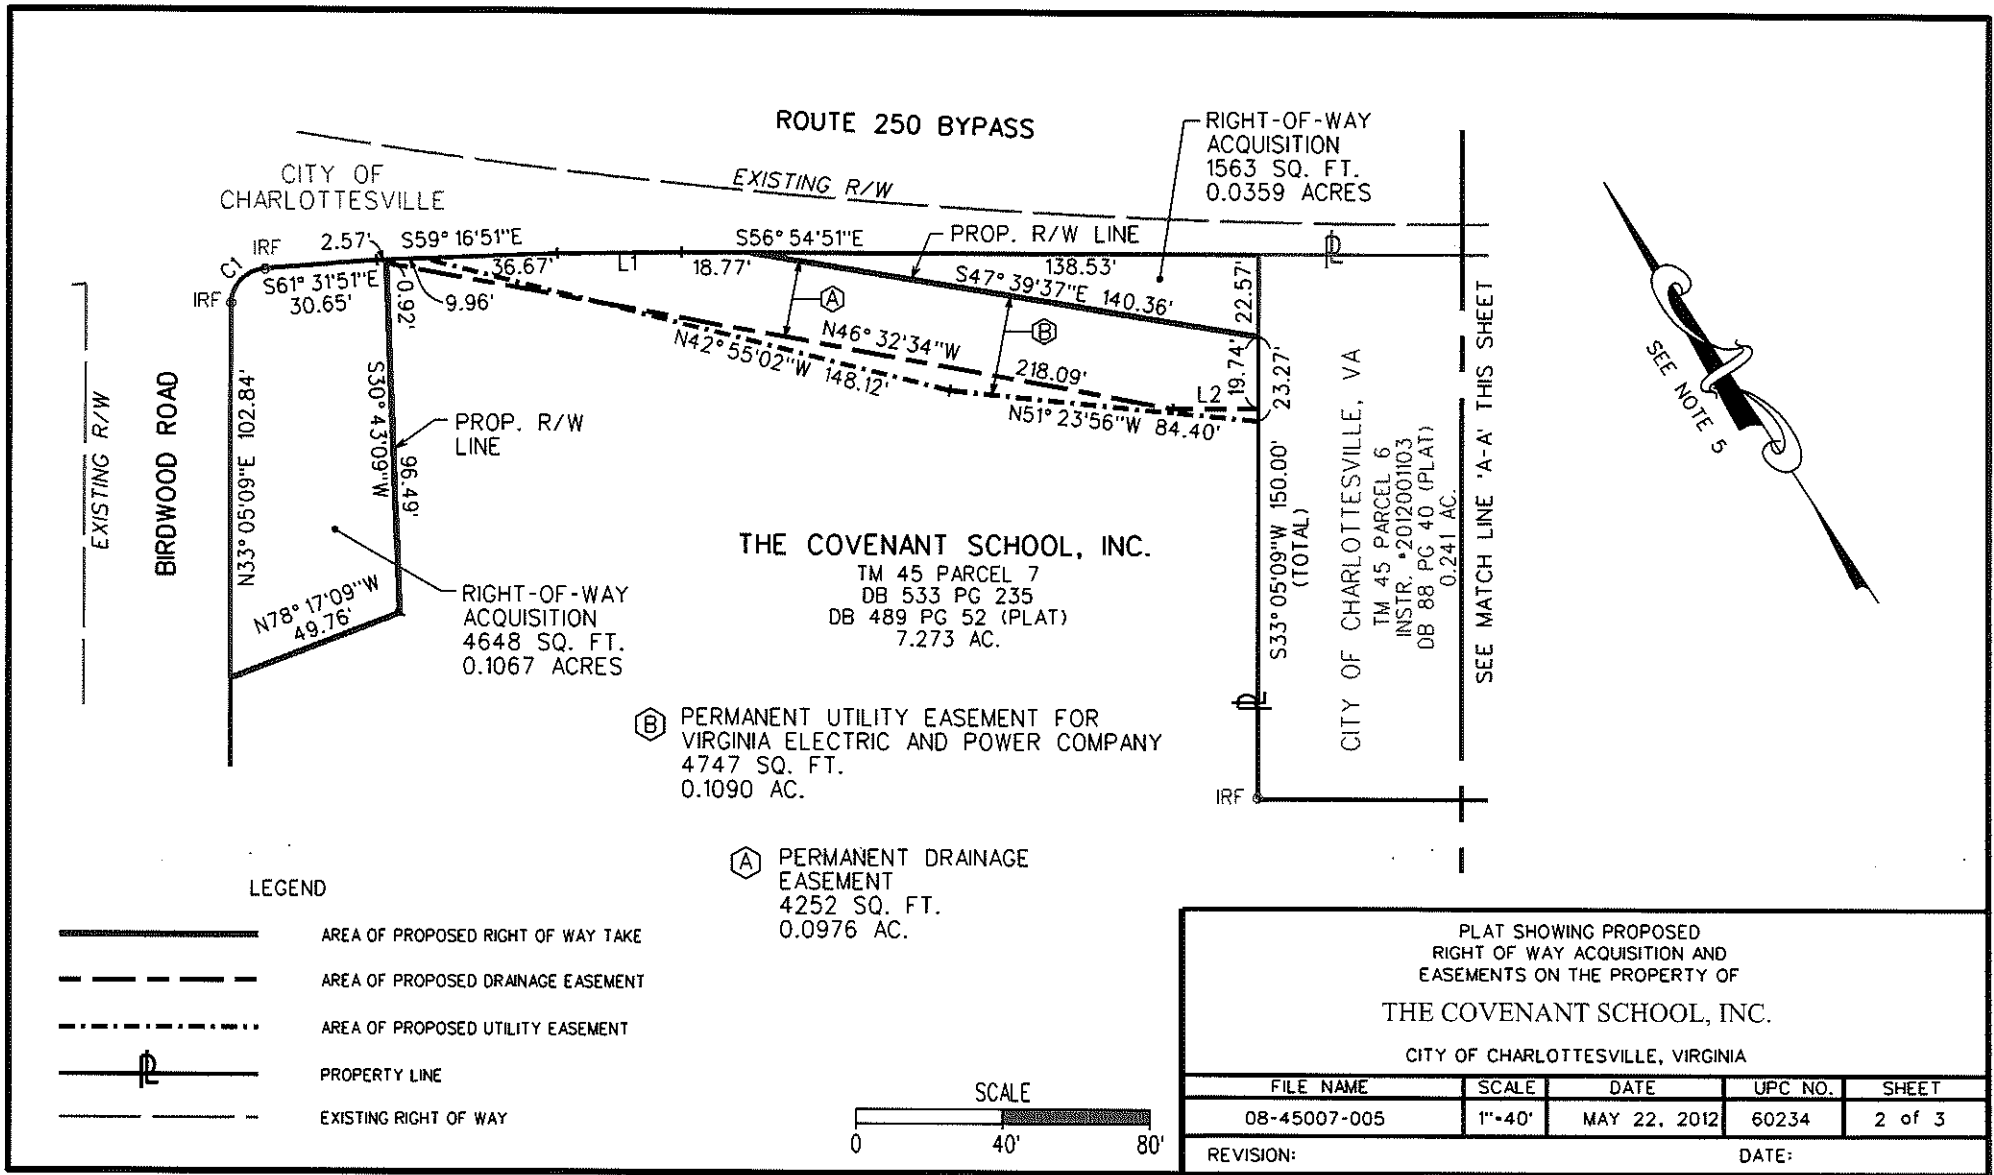 ROUTE 250 BYPASS
EXISTING R/W
CITY OF
CHARLOTTESVILLE
RIGHT-OF-WAY
ACQUISITION
1563 SQ. FT.
0.0359 ACRES
IRF
2.57'
S59° 16'51"E
36.67'
L1
18.77'
S56° 54'51"E
138.53'
PROP. R/W LINE
PL
C1
IRF
S61° 31'51"E
30.65'
0.92'
9.96'
A
S47° 39'37"E 140.36'
B
22.57'
N42° 55'02"W 148.12'
N46° 32'34"W
218.09'
L2
19.74'
23.27'
N51° 23'56"W 84.40'
EXISTING R/W
BIRDWOOD ROAD
N33° 05'09"E 102.84'
S30° 43'09"W
96.49'
PROP. R/W
LINE
N78° 17'09"W
49.76'
RIGHT-OF-WAY
ACQUISITION
4648 SQ. FT.
0.1067 ACRES
THE COVENANT SCHOOL, INC.
TM 45 PARCEL 7
DB 533 PG 235
DB 489 PG 52 (PLAT)
7.273 AC.
S33° 05'09"W 150.00'
(TOTAL)
PL
IRF
CITY OF CHARLOTTESVILLE, VA
TM 45 PARCEL 6
INSTR. #2012001103
DB 88 PG 40 (PLAT)
0.241 AC.
SEE MATCH LINE 'A-A' THIS SHEET
SEE NOTE 5
B
PERMANENT UTILITY EASEMENT FOR
VIRGINIA ELECTRIC AND POWER COMPANY
4747 SQ. FT.
0.1090 AC.
A
PERMANENT DRAINAGE
EASEMENT
4252 SQ. FT.
0.0976 AC.
LEGEND
AREA OF PROPOSED RIGHT OF WAY TAKE
AREA OF PROPOSED DRAINAGE EASEMENT
AREA OF PROPOSED UTILITY EASEMENT
PL PROPERTY LINE
EXISTING RIGHT OF WAY
SCALE
0 40' 80'
PLAT SHOWING PROPOSED
RIGHT OF WAY ACQUISITION AND
EASEMENTS ON THE PROPERTY OF
THE COVENANT SCHOOL, INC.
CITY OF CHARLOTTESVILLE, VIRGINIA
FILE NAME SCALE DATE UPC NO. SHEET
08-45007-005 1"=40' MAY 22, 2012 60234 2 of 3
REVISION: DATE: